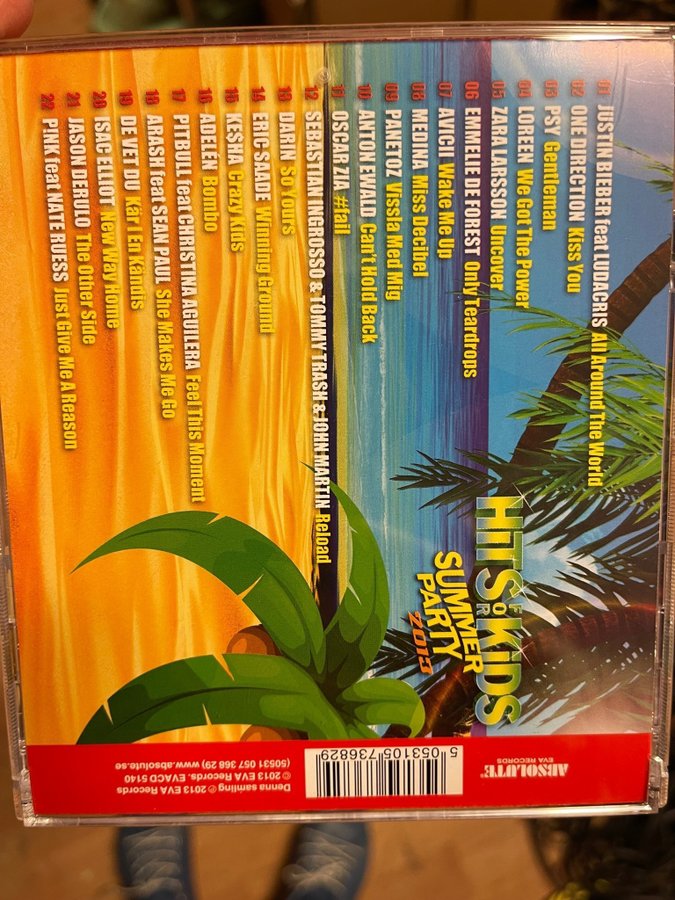 01 JUSTIN BIEBER feat LUDACRIS All Around The World
02 ONE DIRECTION Kiss You
03 PSY Gentleman
04 LOREEN We Got The Power
05 ZARA LARSSON Uncover
06 EMMELIE DE FOREST Only Teardrops
07 AVICII Wake Me Up
08 MEDINA Miss Decibel
09 PANETOZ Vissla Med Mig
10 ANTON EWALD Can't Hold Back
11 OSCAR ZIA #fail
12 SEBASTIAN INGROSSO & TOMMY TRASH & JOHN MARTIN Reload
13 DARIN So Yours
14 ERIC SAADE Winning Ground
15 KESHA Crazy Kids
16 ADRIÉN Bombo
17 PITBULL feat CHRISTINA AGUILERA Feel This Moment
18 ARASH feat SEAN PAUL She Makes Me Go
19 DE VET DU Kärt En Kändis
20 ISAC ELLIOT New Way Home
21 JASON DERULO The Other Side
22 P!NK feat NATE RUESS Just Give Me A Reason
HITS FOR KIDS
SUMMER
PARTY 2013
ABSOLUTE
EVA RECORDS
5 053105 736829
Denna samling ℗ 2013 EVA Records
© 2013 EVA Records. EVACD 5140
(50531 057 368 29) www.absolute.se